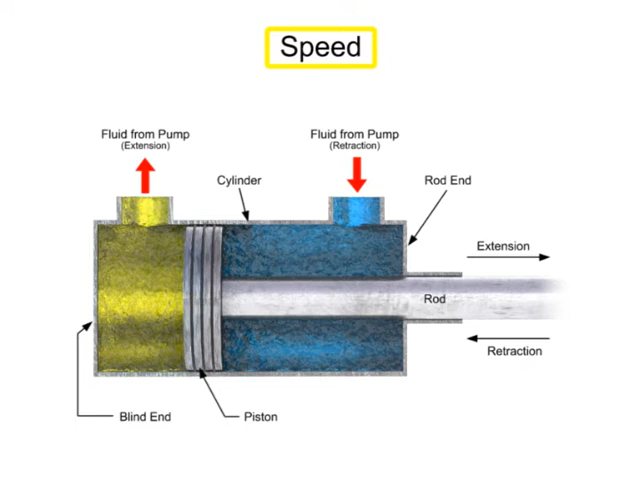 Speed
Fluid from Pump
(Extension)
Fluid from Pump
(Retraction)
Cylinder
Rod End
Extension
Rod
Retraction
Blind End
Piston